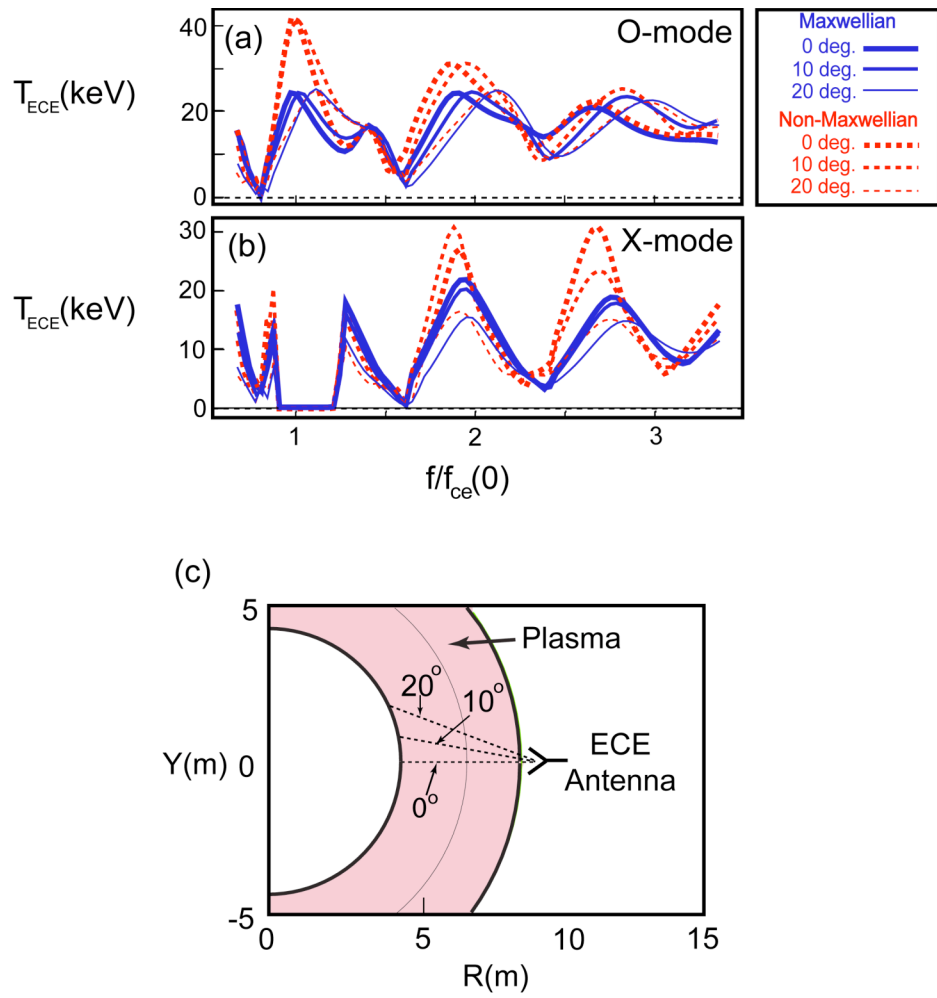 (a)
O-mode
T_ECE(keV)
40
20
0
Maxwellian
0 deg.
10 deg.
20 deg.
Non-Maxwellian
0 deg.
10 deg.
20 deg.
(b)
X-mode
T_ECE(keV)
30
20
10
0
1
2
3
f/f_ce(0)
(c)
5
Plasma
20°
10°
Y(m)
0
0°
ECE
Antenna
-5
0
5
10
15
R(m)